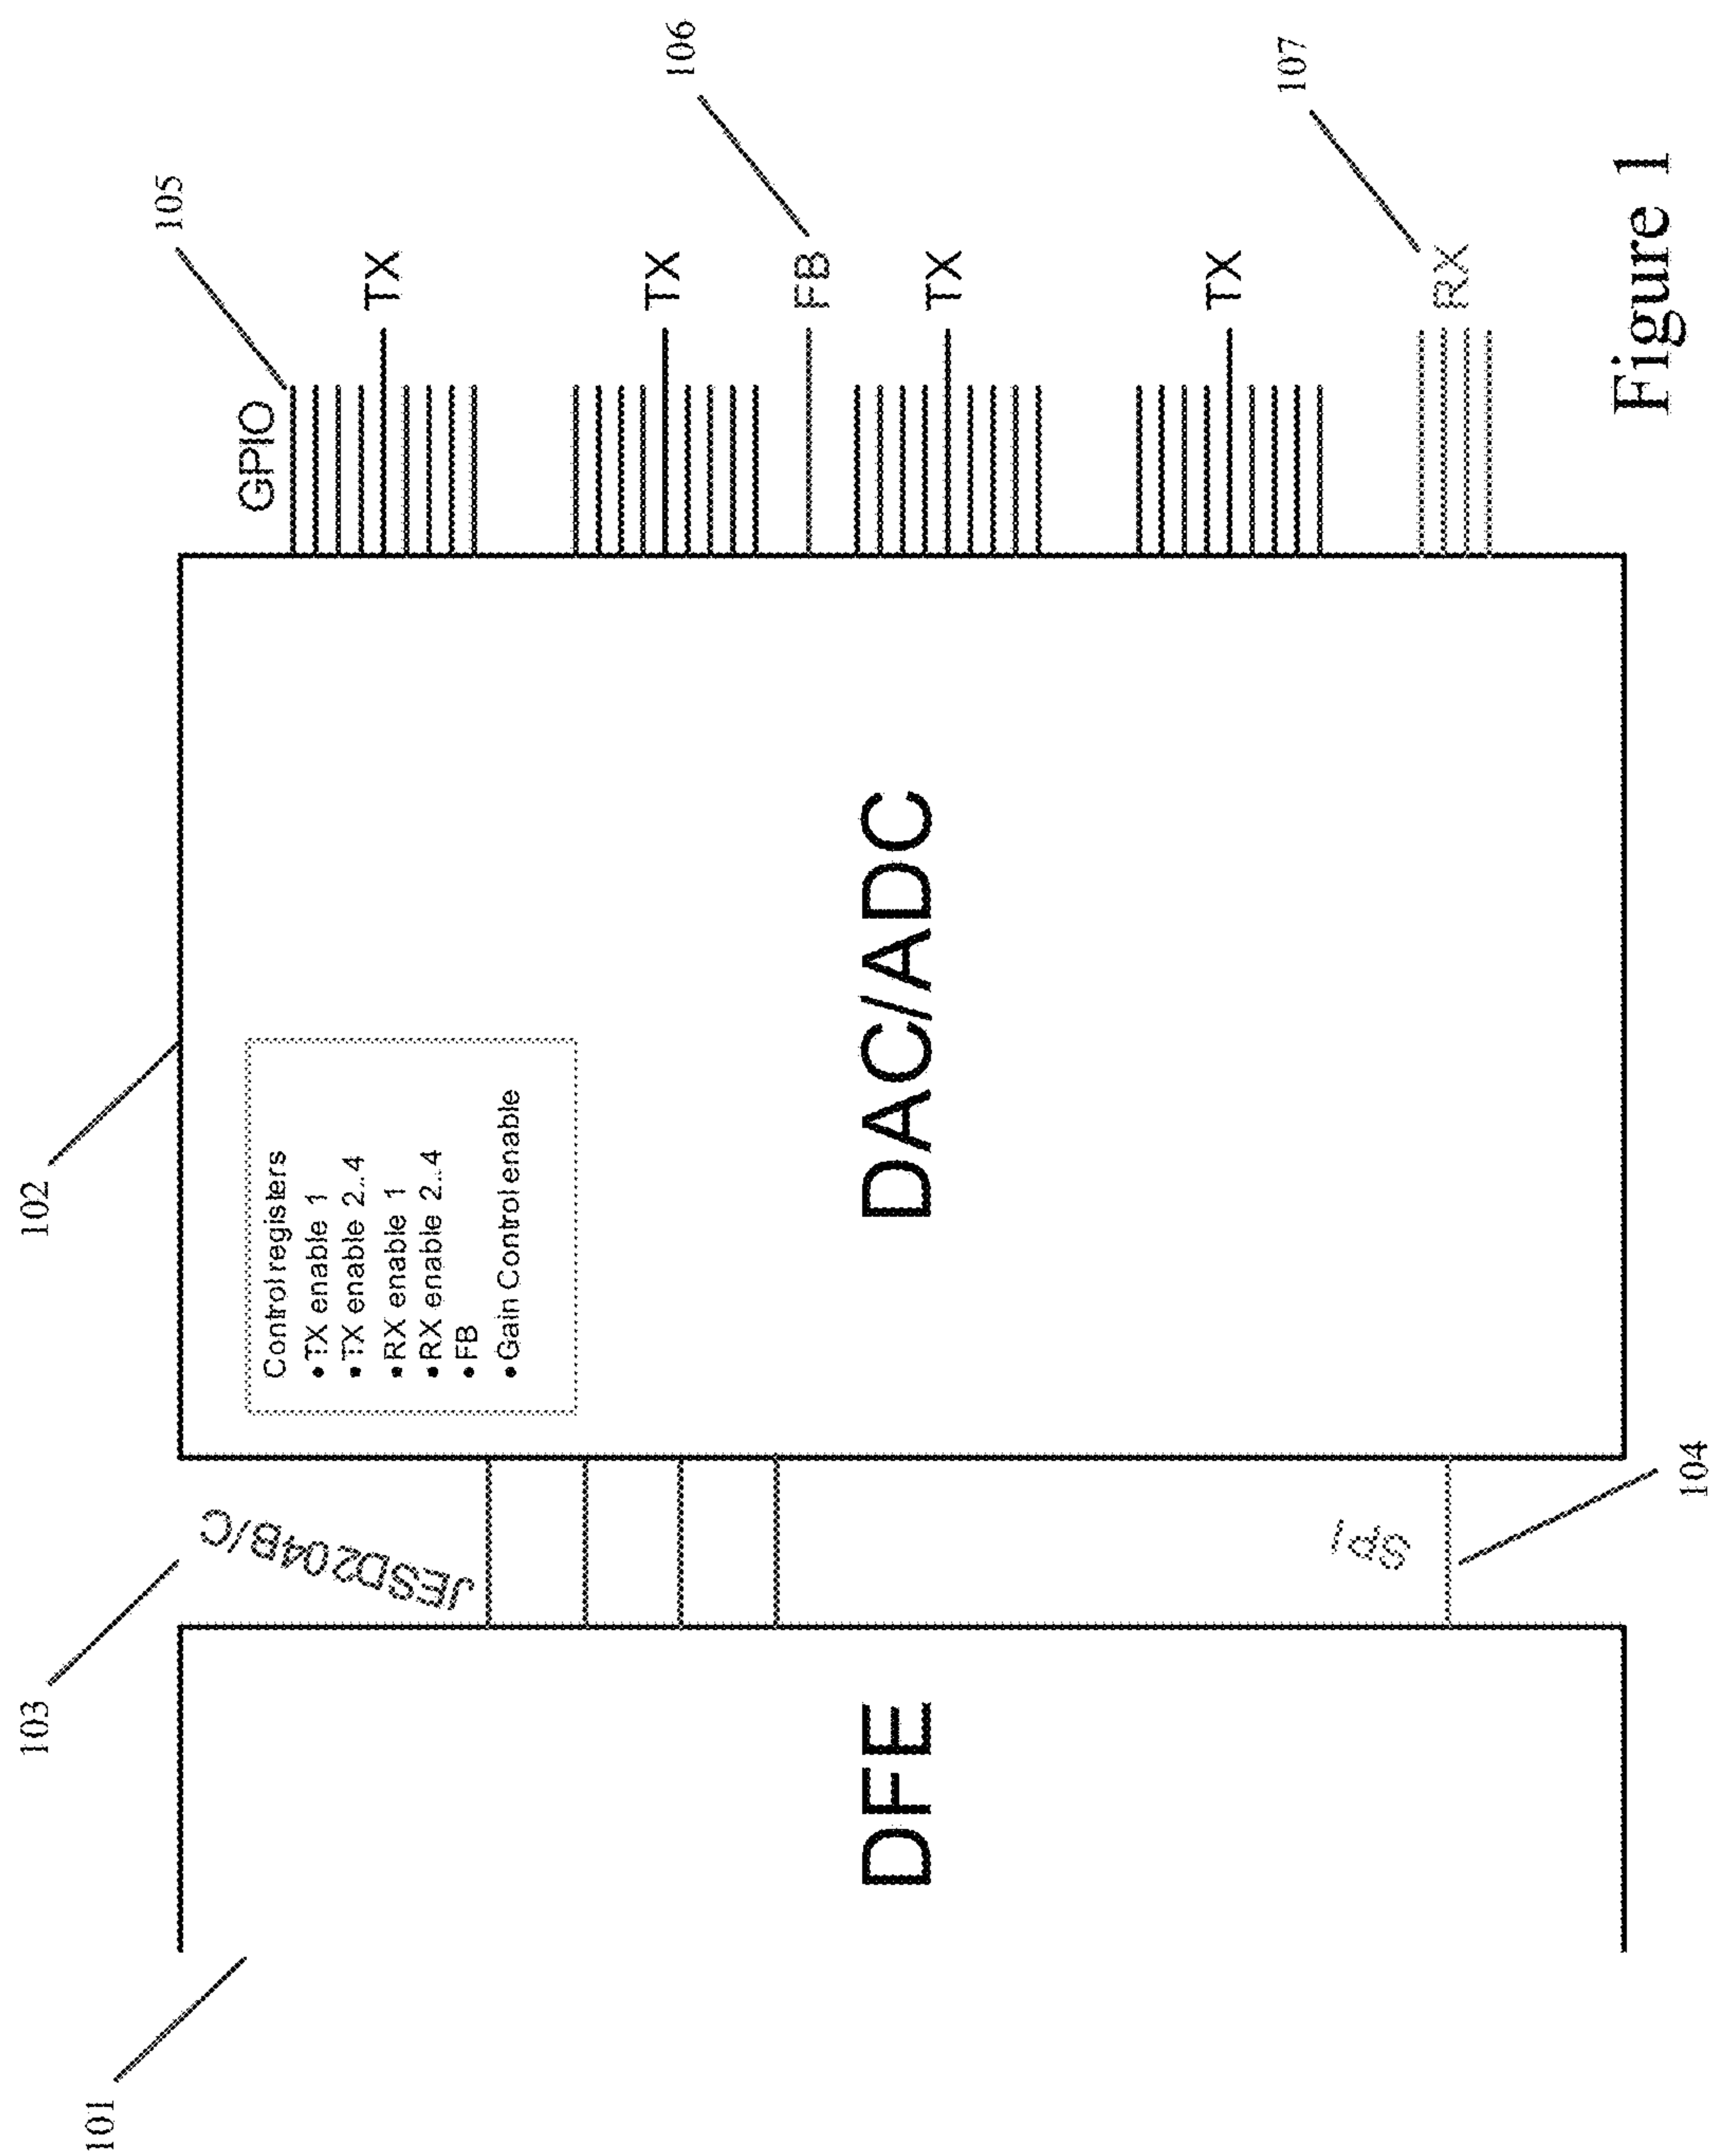 101
103
102
105
106
107
104
DFE
JESD204B/C
SPI
Control registers
•TX enable 1
•TX enable 2..4
•RX enable 1
•RX enable 2..4
•FB
•Gain Control enable
DAC/ADC
GPIO
TX
TX
FB
TX
TX
RX
Figure 1